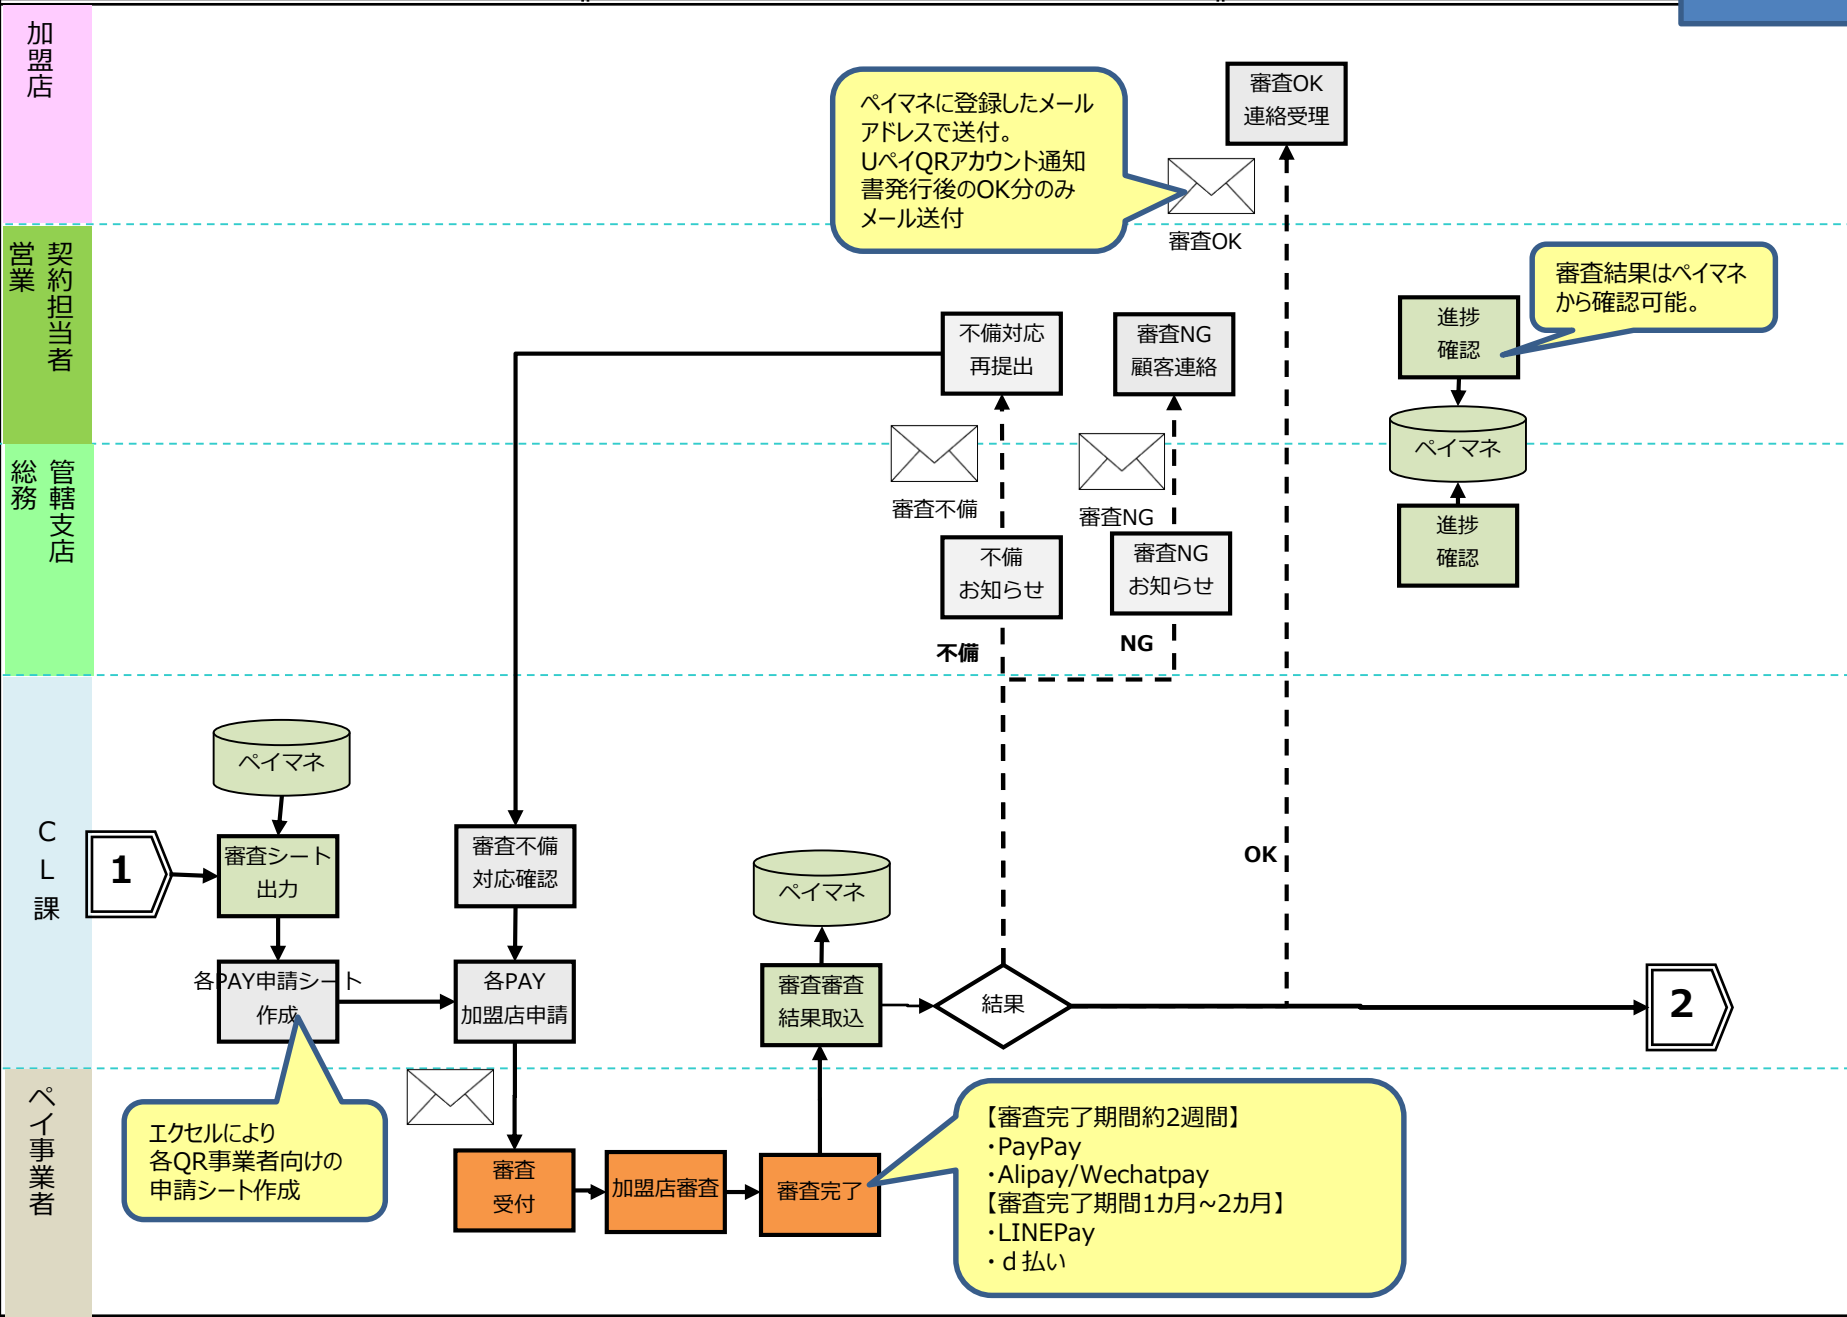 加盟店
ペイマネに登録したメール
アドレスで送付。
UペイQRアカウント通知
書発行後のOK分のみ
メール送付
審査OK
連絡受理
審査OK
営業
契約担当者
不備対応
再提出
審査NG
顧客連絡
進捗
確認
審査結果はペイマネ
から確認可能。
ペイマネ
総務
管轄支店
審査不備
審査NG
不備
お知らせ
審査NG
お知らせ
進捗
確認
不備
NG
CL課
ペイマネ
1
審査シート
出力
審査不備
対応確認
ペイマネ
OK
各PAY申請シート
作成
各PAY
加盟店申請
審査審査
結果取込
結果
2
ペイ事業者
エクセルにより
各QR事業者向けの
申請シート作成
審査
受付
加盟店審査
審査完了
【審査完了期間約2週間】
・PayPay
・Alipay/Wechatpay
【審査完了期間1カ月~2カ月】
・LINEPay
・ｄ払い